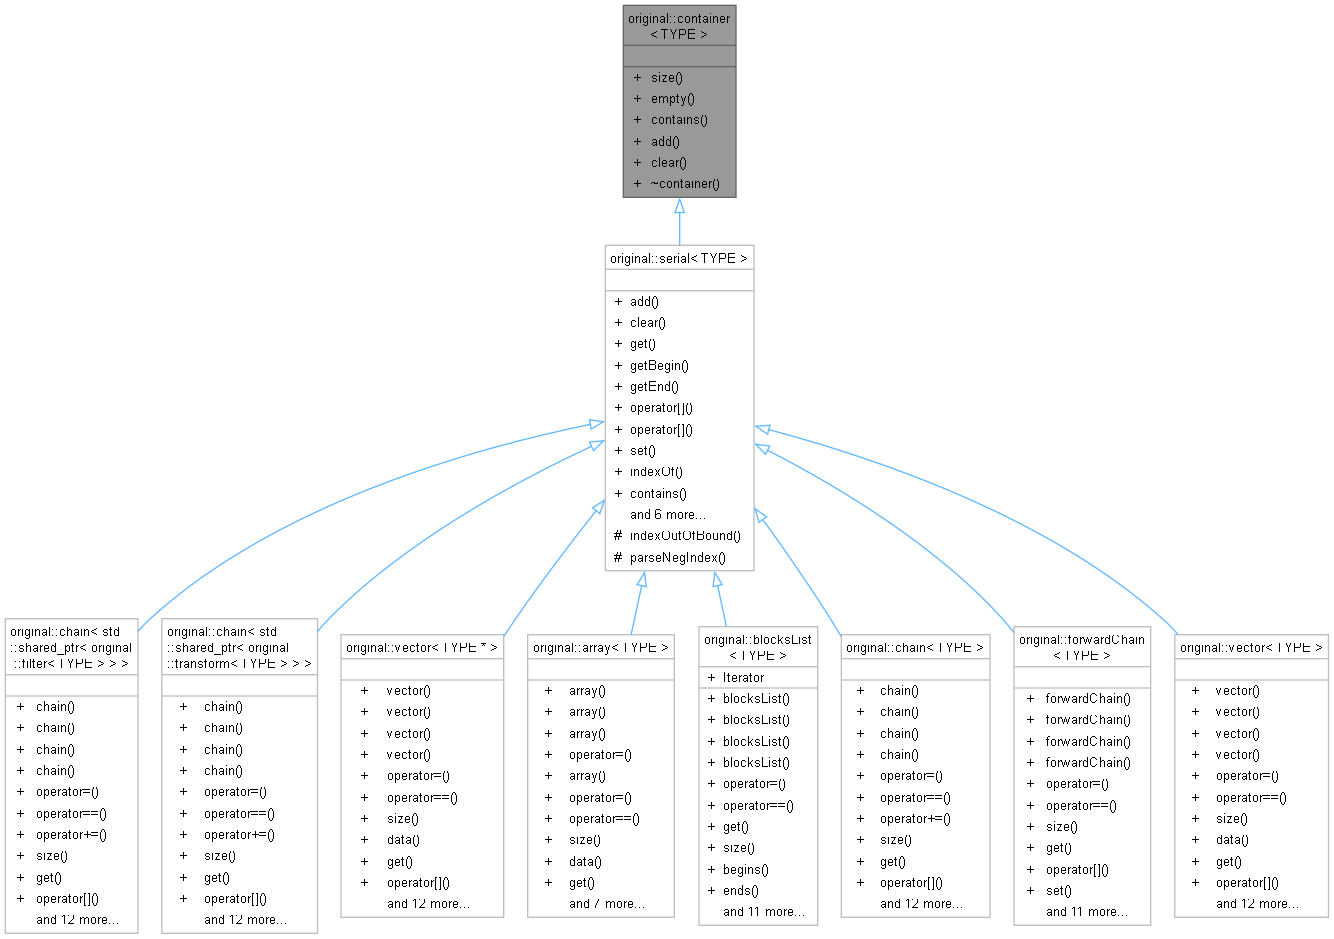 original::container
< TYPE >
+ size()
+ empty()
+ contains()
+ add()
+ clear()
+ ~container()
original::serial< TYPE >
+ add()
+ clear()
+ get()
+ getBegin()
+ getEnd()
+ operator[]()
+ operator[]()
+ set()
+ indexOf()
+ contains()
and 6 more...
# indexOutOfBound()
# parseNegIndex()
original::chain< std
::shared_ptr< original
::filter< TYPE > > >
+ chain()
+ chain()
+ chain()
+ chain()
+ operator=()
+ operator==()
+ operator+=()
+ size()
+ get()
+ operator[]()
and 12 more...
original::chain< std
::shared_ptr< original
::transform< TYPE > > >
+ chain()
+ chain()
+ chain()
+ chain()
+ operator=()
+ operator==()
+ operator+=()
+ size()
+ get()
+ operator[]()
and 12 more...
original::vector< TYPE * >
+ vector()
+ vector()
+ vector()
+ vector()
+ operator=()
+ operator==()
+ size()
+ data()
+ get()
+ operator[]()
and 12 more...
original::array< TYPE >
+ array()
+ array()
+ array()
+ operator=()
+ array()
+ operator=()
+ operator==()
+ size()
+ data()
+ get()
and 7 more...
original::blocksList
< TYPE >
+ Iterator
+ blocksList()
+ blocksList()
+ blocksList()
+ blocksList()
+ operator=()
+ operator==()
+ get()
+ size()
+ begins()
+ ends()
and 11 more...
original::chain< TYPE >
+ chain()
+ chain()
+ chain()
+ chain()
+ operator=()
+ operator==()
+ operator+=()
+ size()
+ get()
+ operator[]()
and 12 more...
original::forwardChain
< TYPE >
+ forwardChain()
+ forwardChain()
+ forwardChain()
+ forwardChain()
+ operator=()
+ operator==()
+ size()
+ get()
+ operator[]()
+ set()
and 11 more...
original::vector< TYPE >
+ vector()
+ vector()
+ vector()
+ vector()
+ operator=()
+ operator==()
+ size()
+ data()
+ get()
+ operator[]()
and 12 more...